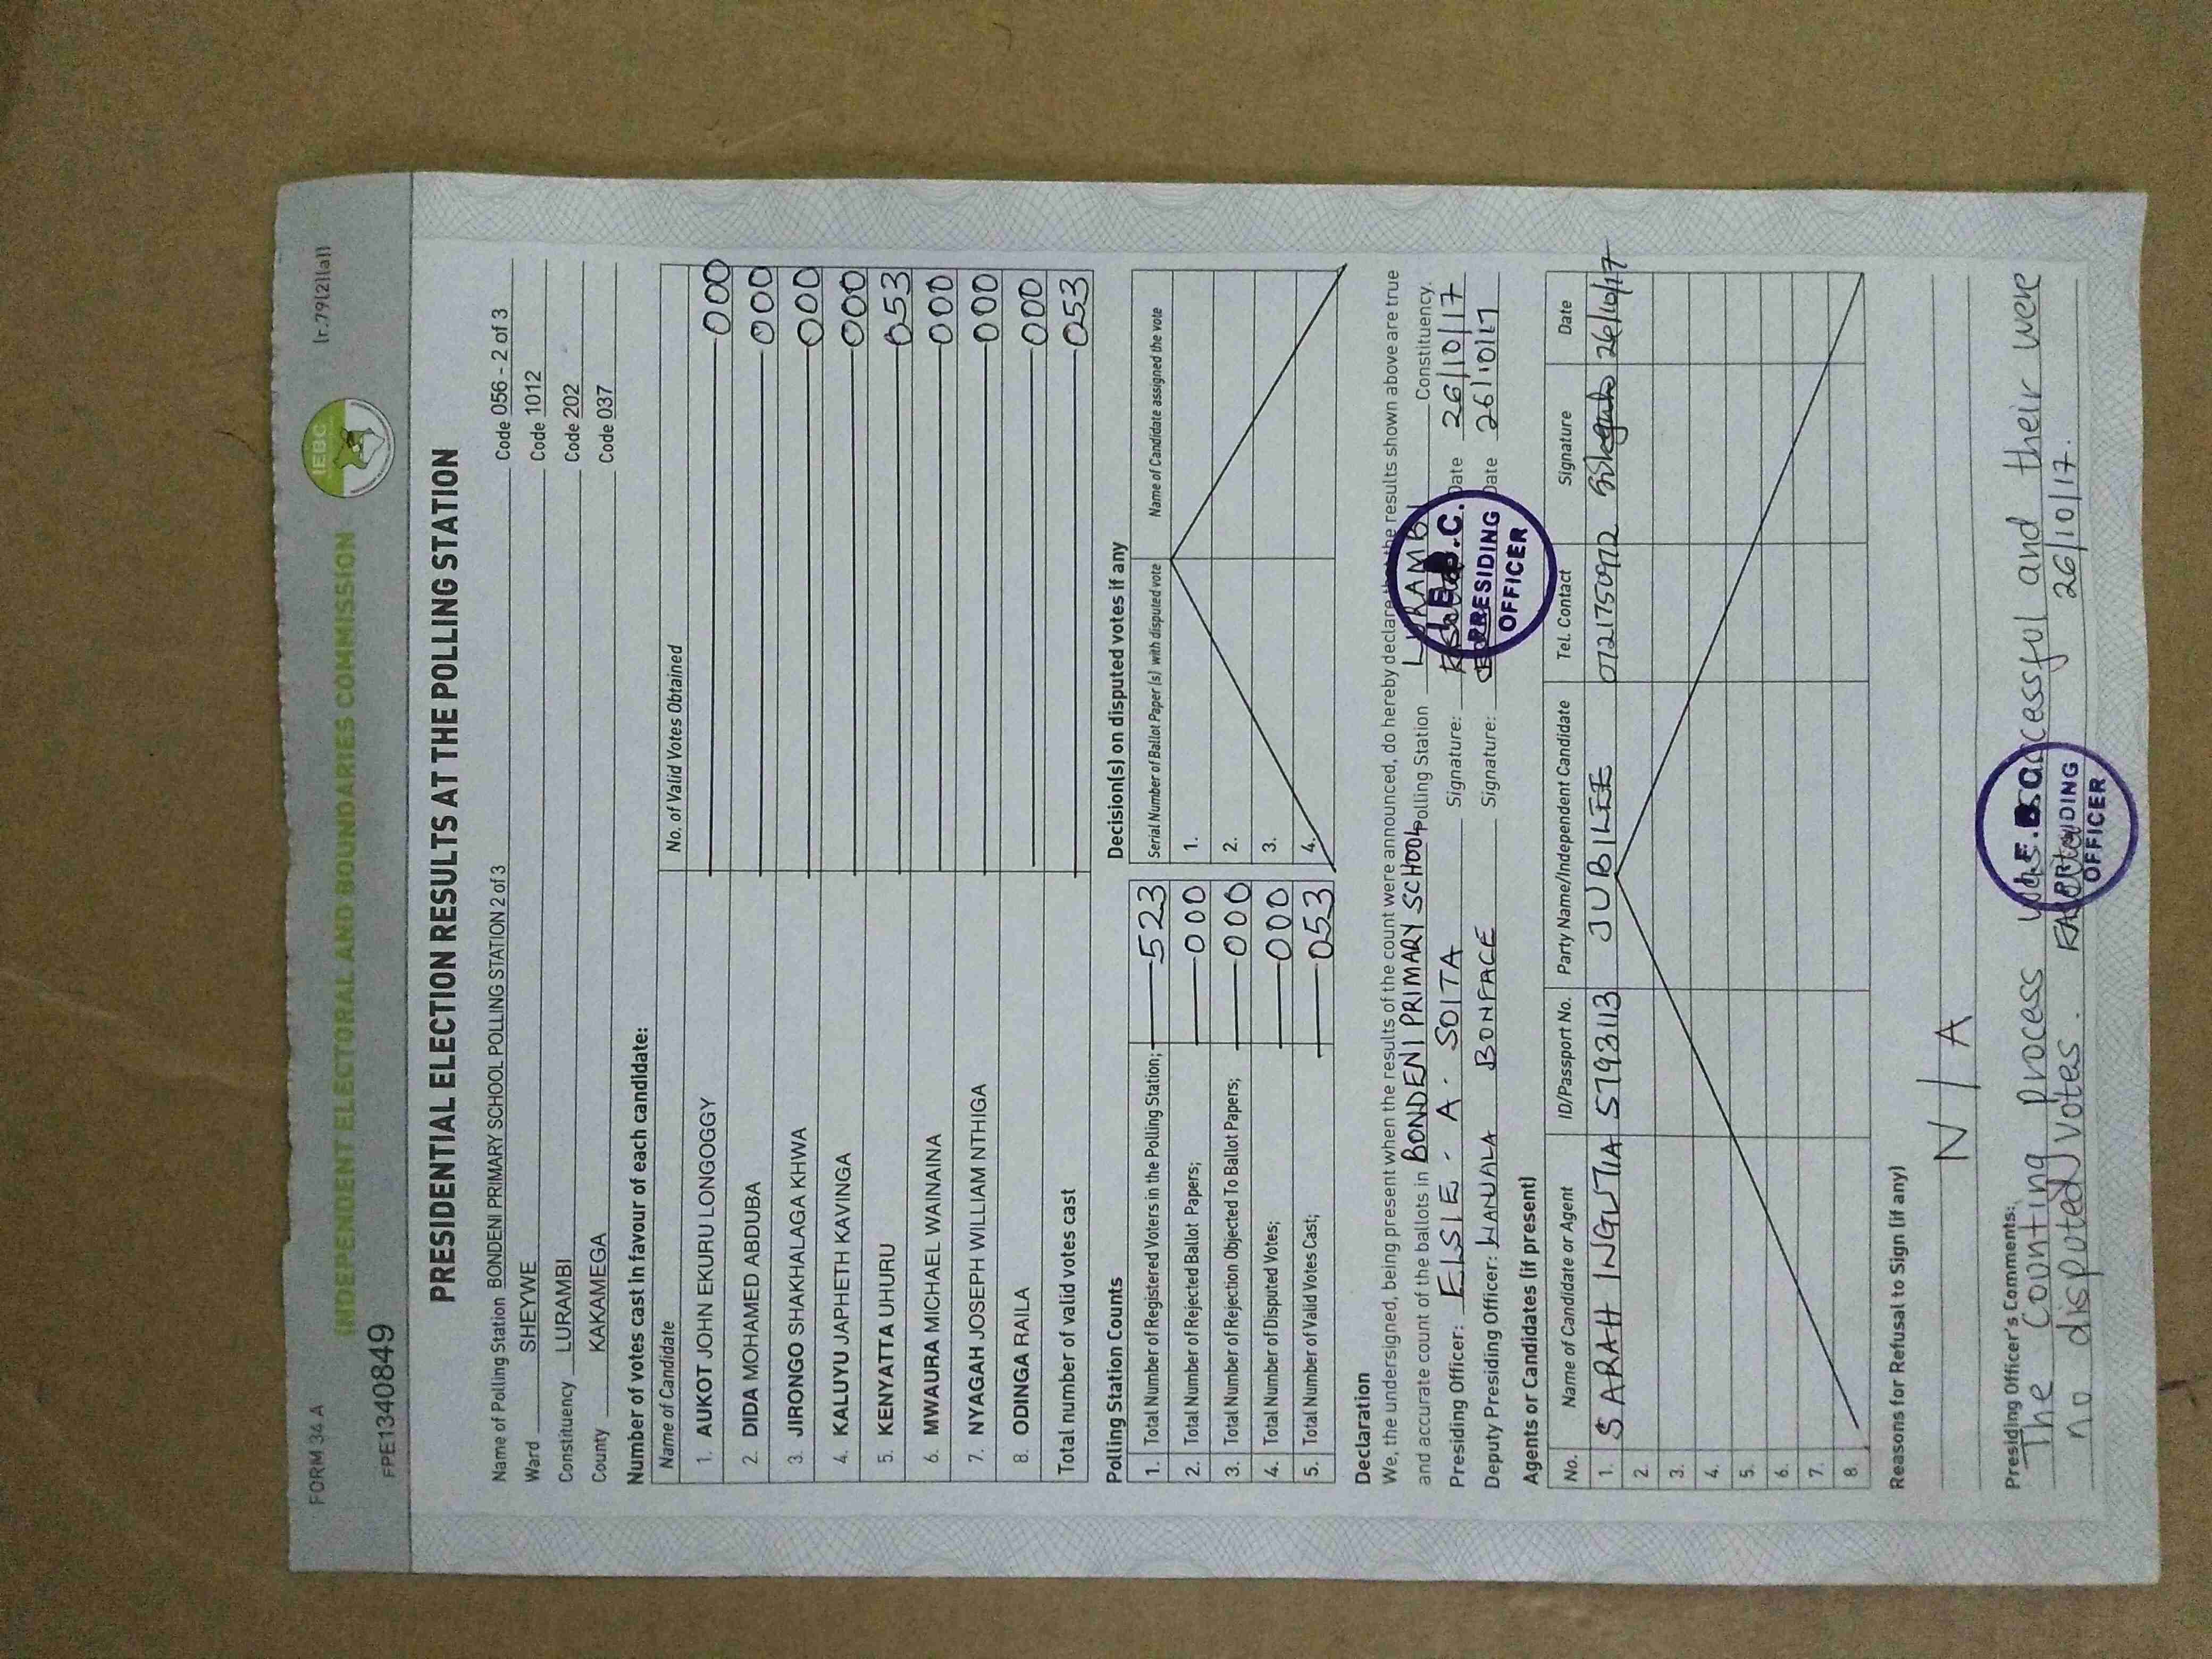 FORM 34 A
(r.79(2)(a))
IEBC
INDEPENDENT ELECTORAL AND BOUNDARIES COMMISSION
FPE1340849
PRESIDENTIAL ELECTION RESULTS AT THE POLLING STATION
Name of Polling Station BONDENI PRIMARY SCHOOL POLLING STATION 2 of 3 Code 056 - 2 of 3
Ward SHEYWE Code 1012
Constituency LURAMBI Code 202
County KAKAMEGA Code 037
Number of votes cast in favour of each candidate:
Name of Candidate No. of Valid Votes Obtained
1. AUKOT JOHN EKURU LONGOGGY 000
2. DIDA MOHAMED ABDUBA 000
3. JIRONGO SHAKHALAGA KHWA 000
4. KALUYU JAPHETH KAVINGA 000
5. KENYATTA UHURU 053
6. MWAURA MICHAEL WAINAINA 000
7. NYAGAH JOSEPH WILLIAM NTHIGA 000
8. ODINGA RAILA 000
Total number of valid votes cast 053
Polling Station Counts
1. Total Number of Registered Voters in the Polling Station; 523
2. Total Number of Rejected Ballot Papers; 000
3. Total Number of Rejection Objected To Ballot Papers; 000
4. Total Number of Disputed Votes; 000
5. Total Number of Valid Votes Cast; 053
Decision(s) on disputed votes if any
Serial Number of Ballot Paper (s) with disputed vote Name of Candidate assigned the vote
1.
2.
3.
4.
Declaration
We, the undersigned, being present when the results of the count were announced, do hereby declare that the results shown above are true
and accurate count of the ballots in BONDENI PRIMARY SCHOOL Polling Station LURAMBI Constituency.
Presiding Officer: ELSIE - A - SOITA Signature: Date 26/10/17
Deputy Presiding Officer: WANUALA BONFACE Signature: Date 26/10/17
I.E.B.C.
PRESIDING
OFFICER
Agents or Candidates (if present)
No. Name of Candidate or Agent ID/Passport No. Party Name/Independent Candidate Tel. Contact Signature Date
1. SARAH INGUTIA 5793113 JUBILEE 0721750972 26/10/17
2.
3.
4.
5.
6.
7.
8.
Reasons for Refusal to Sign (if any)
N/A
Presiding Officer's Comments:
The counting process was successful and their were
no disputed votes. 26/10/17.
I.E.B.C.
PRESIDING
OFFICER